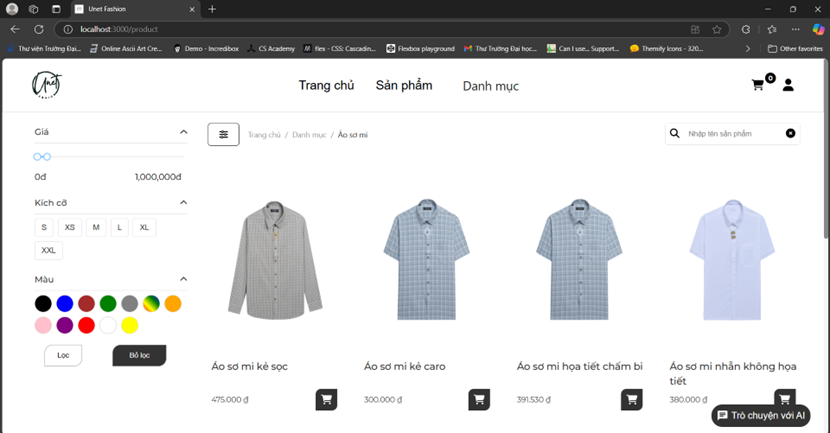 Unet Fashion
localhost:3000/product
Thư viện Trường Đại...
Online Ascii Art Cre...
Demo - Incredibox
CS Academy
flex - CSS: Cascadin...
Flexbox playground
Thư Trường Đại học...
Can I use... Support...
Themify Icons - 320...
Other favorites
Unet
Trang chủ
Sản phẩm
Danh mục
0
Giá
0đ
1,000,000đ
Kích cỡ
S
XS
M
L
XL
XXL
Màu
Lọc
Bỏ lọc
Trang chủ / Danh mục / Áo sơ mi
Nhập tên sản phẩm
Áo sơ mi kẻ sọc
475.000 ₫
Áo sơ mi kẻ caro
300.000 ₫
Áo sơ mi họa tiết chấm bi
391.530 ₫
Áo sơ mi nhẵn không họa
tiết
380.000 ₫
Trò chuyện với AI